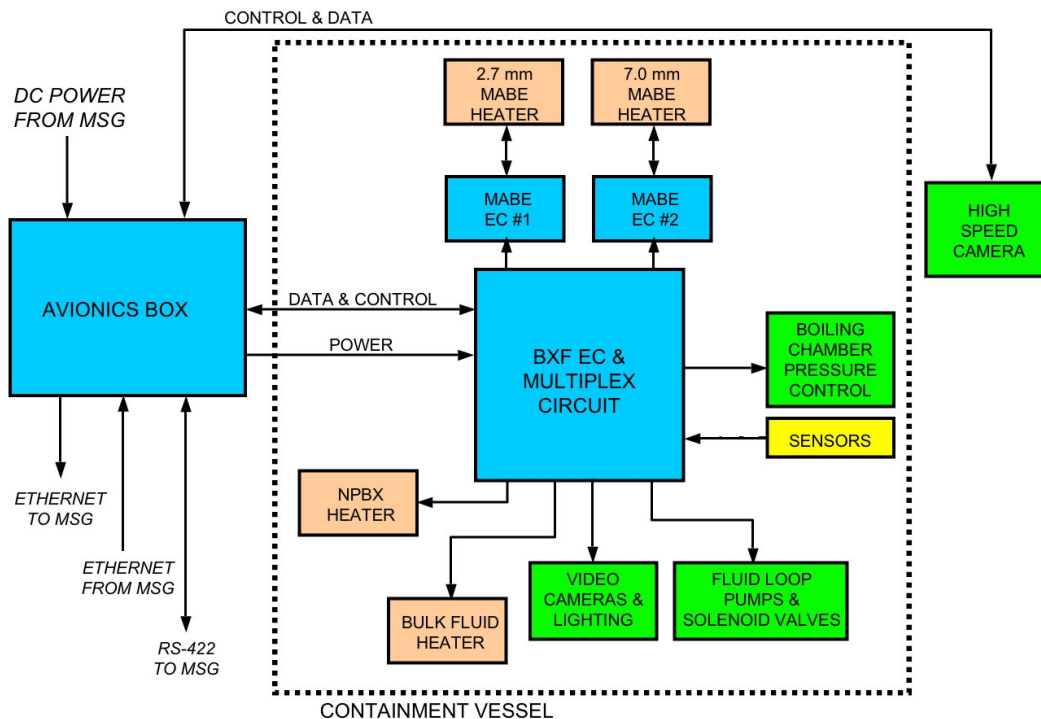 CONTROL & DATA
DC POWER
FROM MSG
2.7 mm
MABE
HEATER
7.0 mm
MABE
HEATER
MABE
EC #1
MABE
EC #2
HIGH
SPEED
CAMERA
AVIONICS BOX
DATA & CONTROL
POWER
BXF EC &
MULTIPLEX
CIRCUIT
BOILING
CHAMBER
PRESSURE
CONTROL
SENSORS
NPBX
HEATER
ETHERNET
TO MSG
ETHERNET
FROM MSG
RS-422
TO MSG
BULK FLUID
HEATER
VIDEO
CAMERAS &
LIGHTING
FLUID LOOP
PUMPS &
SOLENOID VALVES
CONTAINMENT VESSEL